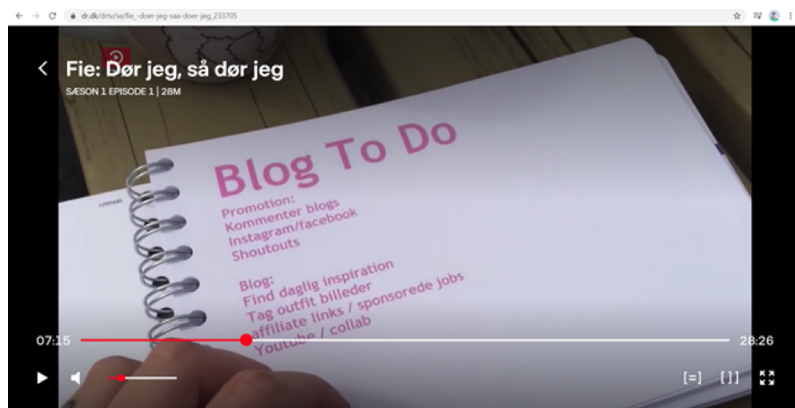 dr.dk/drtv/se/fie_-doer-jeg-saa-doer-jeg_233705
Fie: Dør jeg, så dør jeg
SÆSON 1 EPISODE 1 | 28M
Blog To Do
Promotion:
Kommenter blogs
Instagram/facebook
Shoutouts
Blog:
Find daglig inspiration
Tag outfit billeder
affiliate links / sponsorede jobs
Youtube / collab
07:15
28:26